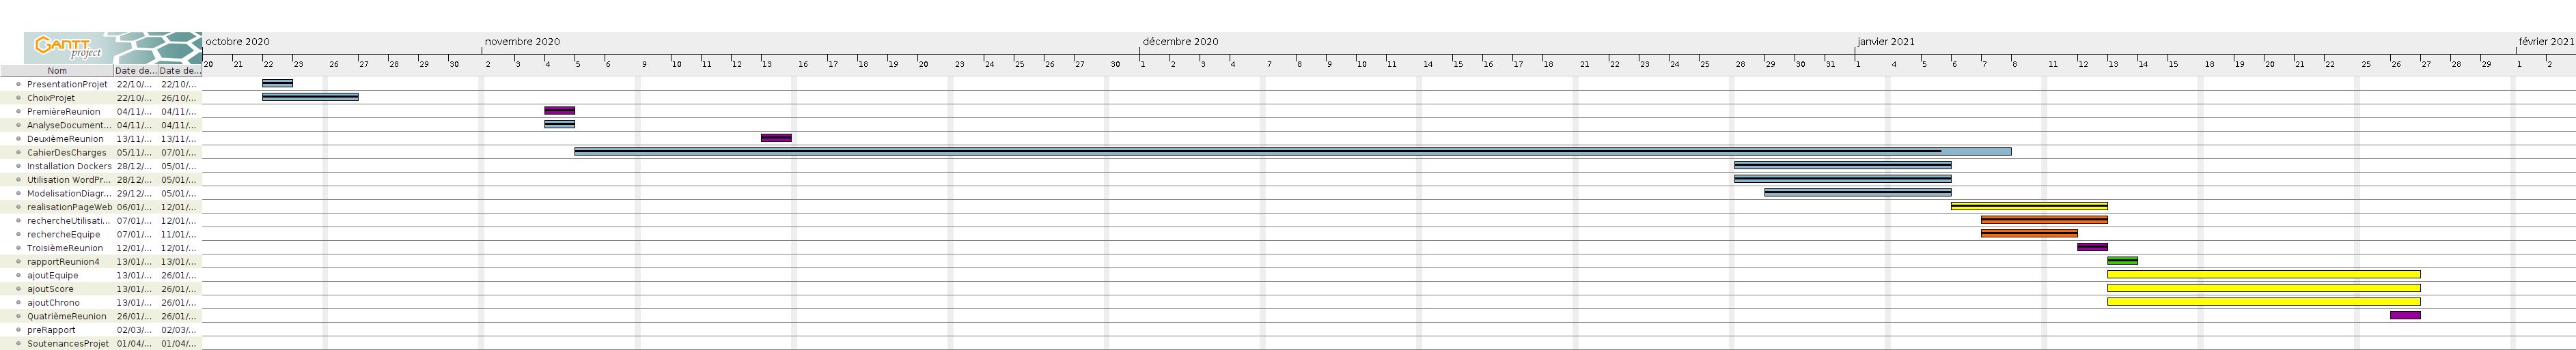 octobre 2020 novembre 2020 décembre 2020 janvier 2021 février 2021
GANTT
project
20 21 22 23 26 27 28 29 30 2 3 4 5 6 9 10 11 12 13 16 17 18 19 20 23 24 25 26 27 30 1 2 3 4 7 8 9 10 11 14 15 16 17 18 21 22 23 24 25 28 29 30 31 1 4 5 6 7 8 11 12 13 14 15 18 19 20 21 22 25 26 27 28 29 1 2
Nom Date de... Date de...
PresentationProjet 22/10/... 22/10/...
ChoixProjet 22/10/... 26/10/...
PremièreReunion 04/11/... 04/11/...
AnalyseDocument... 04/11/... 04/11/...
DeuxièmeReunion 13/11/... 13/11/...
CahierDesCharges 05/11/... 07/01/...
Installation Dockers 28/12/... 05/01/...
Utilisation WordPr... 28/12/... 05/01/...
ModelisationDiagr... 29/12/... 05/01/...
realisationPageWeb 06/01/... 12/01/...
rechercheUtilisati... 07/01/... 12/01/...
rechercheEquipe 07/01/... 11/01/...
TroisièmeReunion 12/01/... 12/01/...
rapportReunion4 13/01/... 13/01/...
ajoutEquipe 13/01/... 26/01/...
ajoutScore 13/01/... 26/01/...
ajoutChrono 13/01/... 26/01/...
QuatrièmeReunion 26/01/... 26/01/...
preRapport 02/03/... 02/03/...
SoutenancesProjet 01/04/... 01/04/...